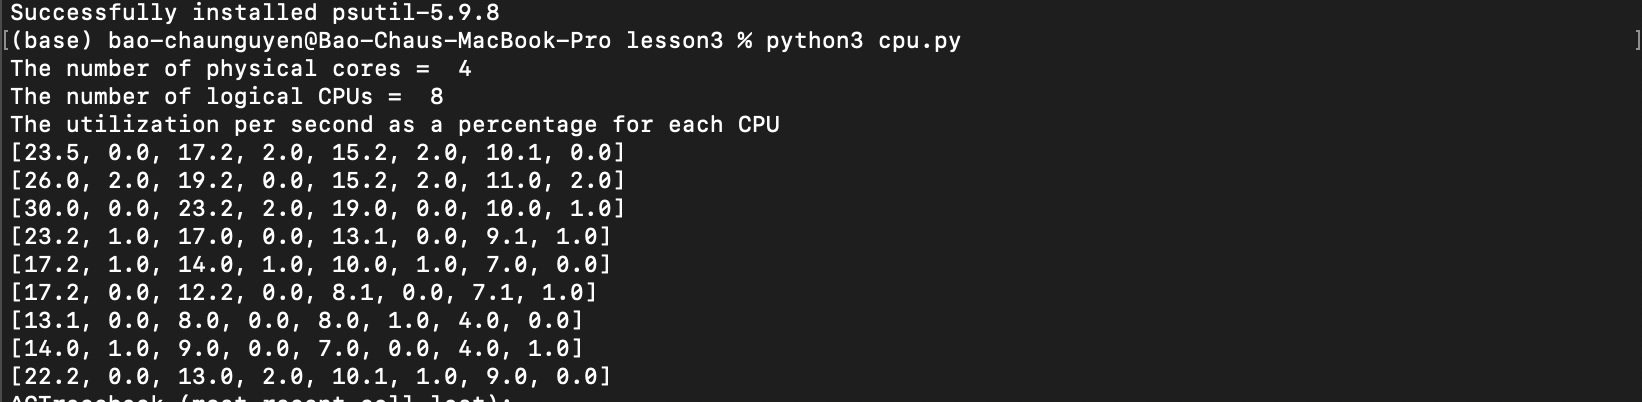 Successfully installed psutil-5.9.8
[(base) bao-chaunguyen@Bao-Chaus-MacBook-Pro lesson3 % python3 cpu.py ]
The number of physical cores =  4
The number of logical CPUs =  8
The utilization per second as a percentage for each CPU
[23.5, 0.0, 17.2, 2.0, 15.2, 2.0, 10.1, 0.0]
[26.0, 2.0, 19.2, 0.0, 15.2, 2.0, 11.0, 2.0]
[30.0, 0.0, 23.2, 2.0, 19.0, 0.0, 10.0, 1.0]
[23.2, 1.0, 17.0, 0.0, 13.1, 0.0, 9.1, 1.0]
[17.2, 1.0, 14.0, 1.0, 10.0, 1.0, 7.0, 0.0]
[17.2, 0.0, 12.2, 0.0, 8.1, 0.0, 7.1, 1.0]
[13.1, 0.0, 8.0, 0.0, 8.0, 1.0, 4.0, 0.0]
[14.0, 1.0, 9.0, 0.0, 7.0, 0.0, 4.0, 1.0]
[22.2, 0.0, 13.0, 2.0, 10.1, 1.0, 9.0, 0.0]
^CTraceback (most recent call last):